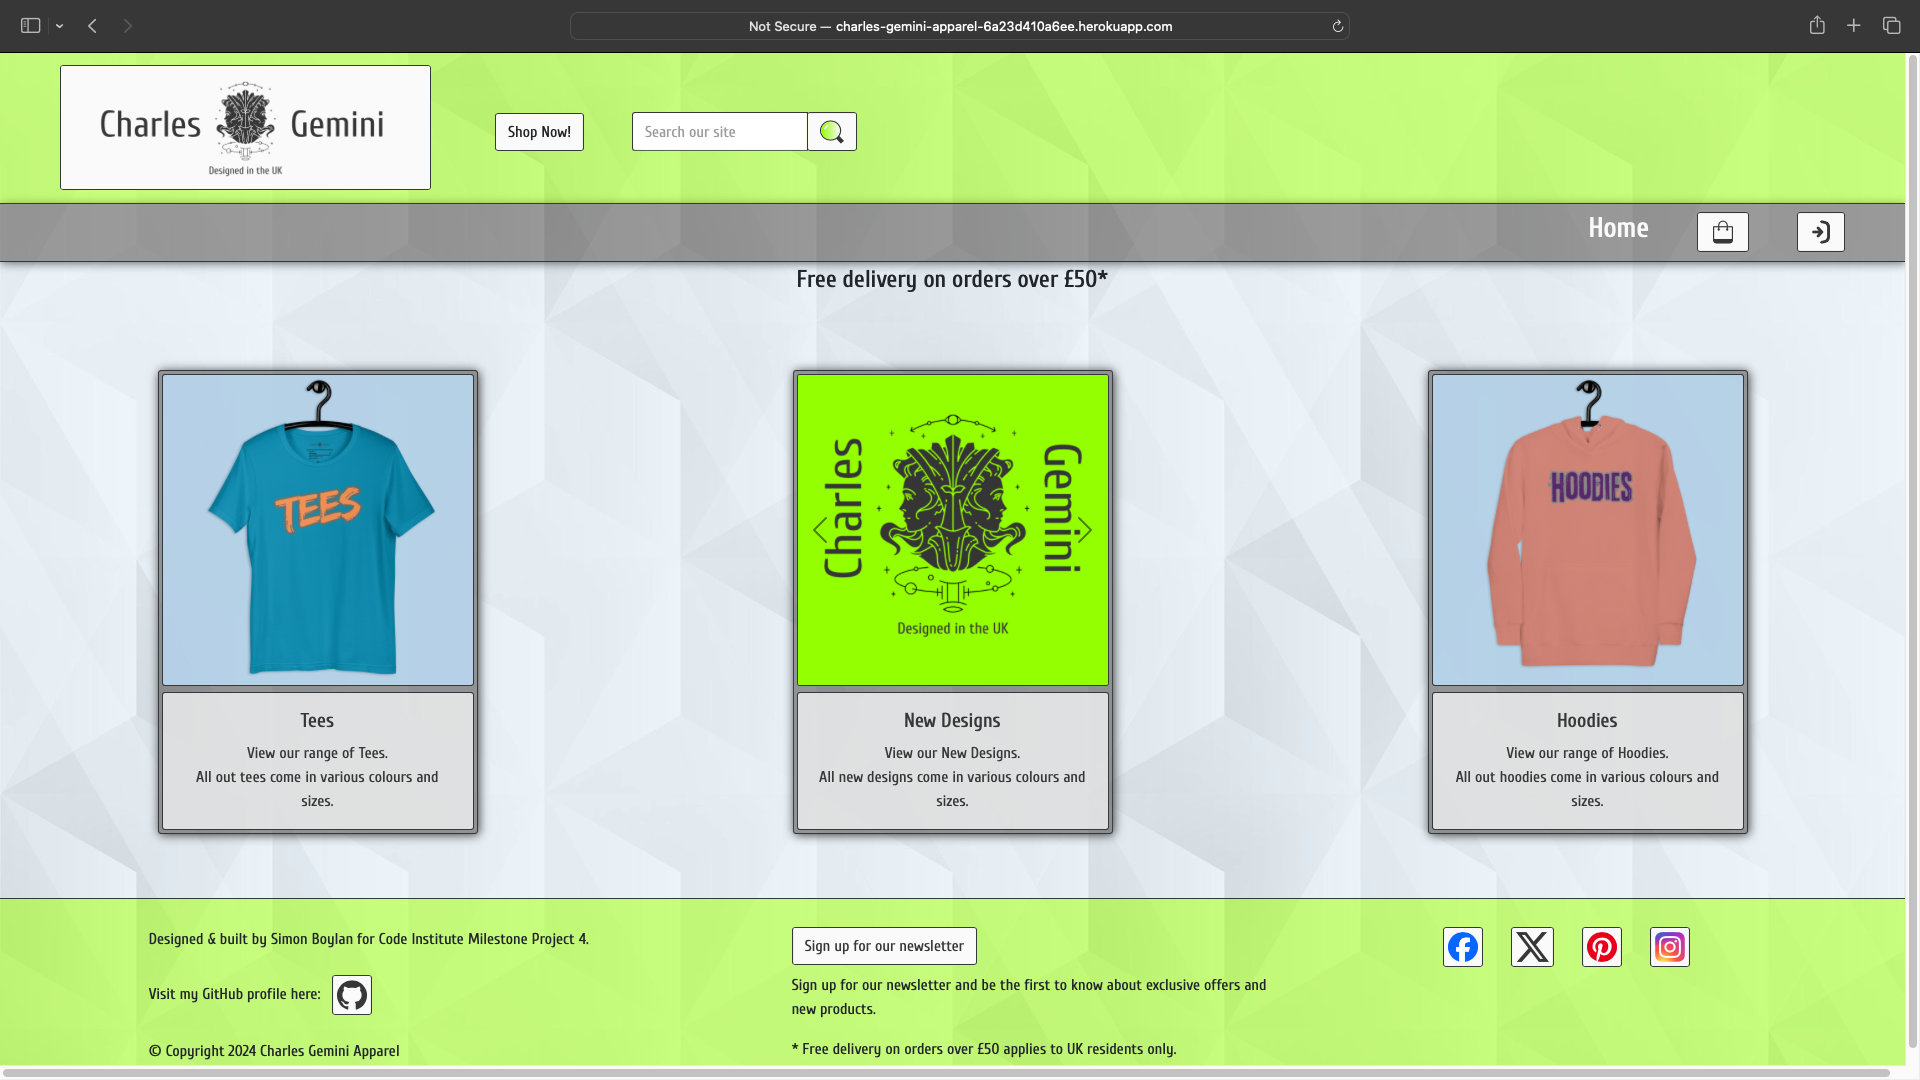 Not Secure — charles-gemini-apparel-6a23d410a6ee.herokuapp.com
Charles Gemini
Designed in the UK
Shop Now!
Search our site
Home
Free delivery on orders over £50*
TEES
Charles
Gemini
Designed in the UK
HOODIES
Tees
View our range of Tees.
All out tees come in various colours and
sizes.
New Designs
View our New Designs.
All new designs come in various colours and
sizes.
Hoodies
View our range of Hoodies.
All out hoodies come in various colours and
sizes.
Designed & built by Simon Boylan for Code Institute Milestone Project 4.
Visit my GitHub profile here:
© Copyright 2024 Charles Gemini Apparel
Sign up for our newsletter
Sign up for our newsletter and be the first to know about exclusive offers and
new products.
* Free delivery on orders over £50 applies to UK residents only.